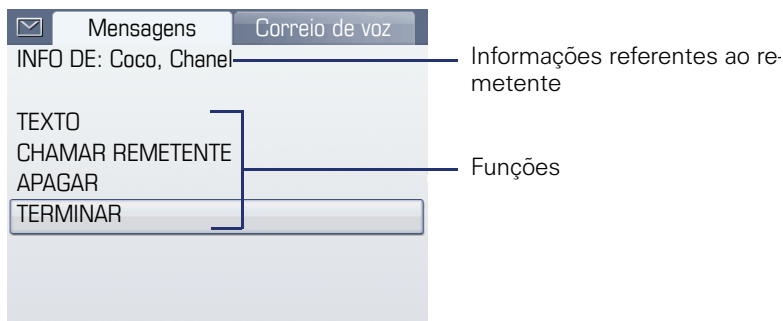 Mensagens Correio de voz
INFO DE: Coco, Chanel
Informações referentes ao re-
metente
TEXTO
CHAMAR REMETENTE
APAGAR
TERMINAR
Funções